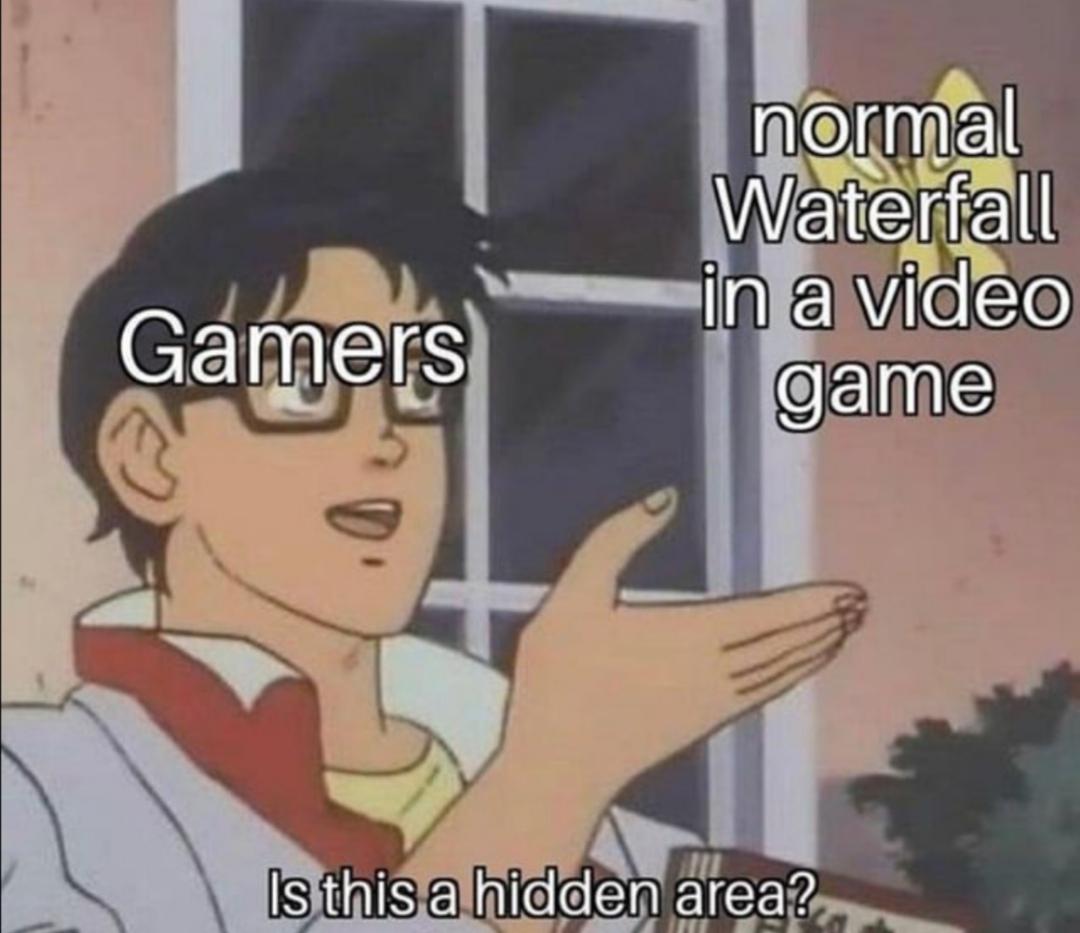 normal
Waterfall
in a video
game
Gamers
Is this a hidden area?